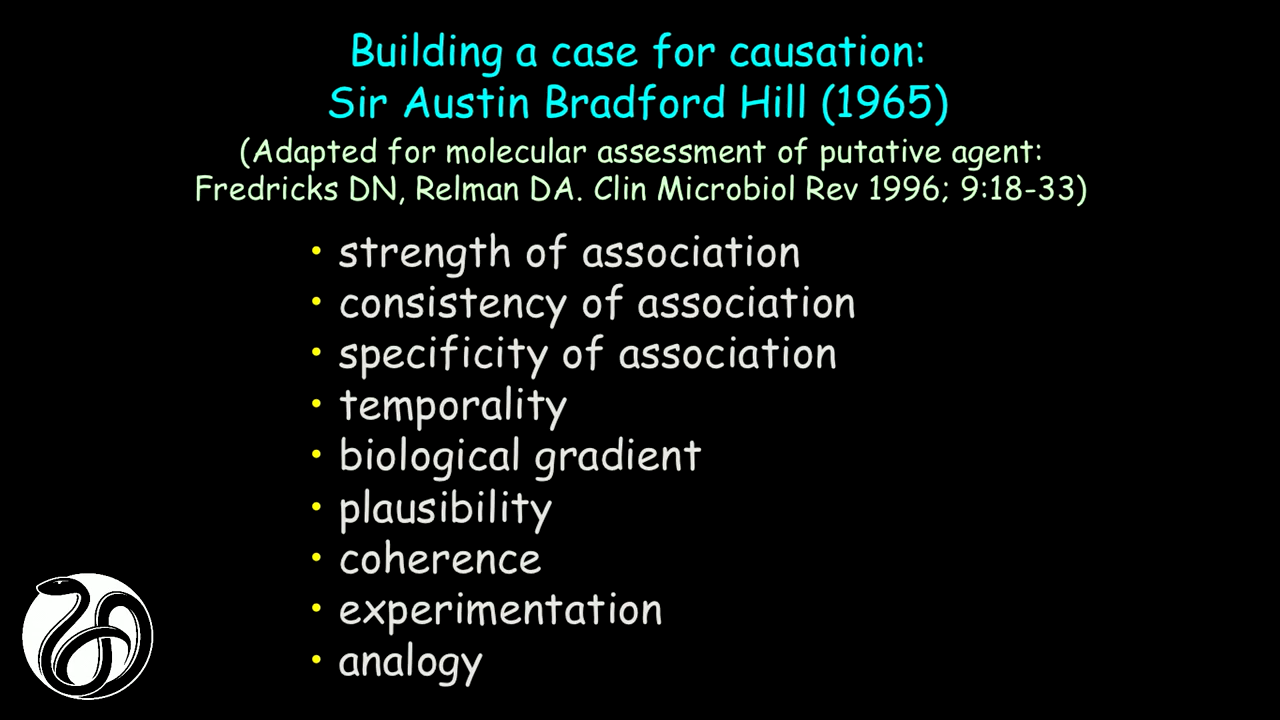 Building a case for causation:
Sir Austin Bradford Hill (1965)
(Adapted for molecular assessment of putative agent:
Fredricks DN, Relman DA. Clin Microbiol Rev 1996; 9:18-33)
• strength of association
• consistency of association
• specificity of association
• temporality
• biological gradient
• plausibility
• coherence
• experimentation
• analogy